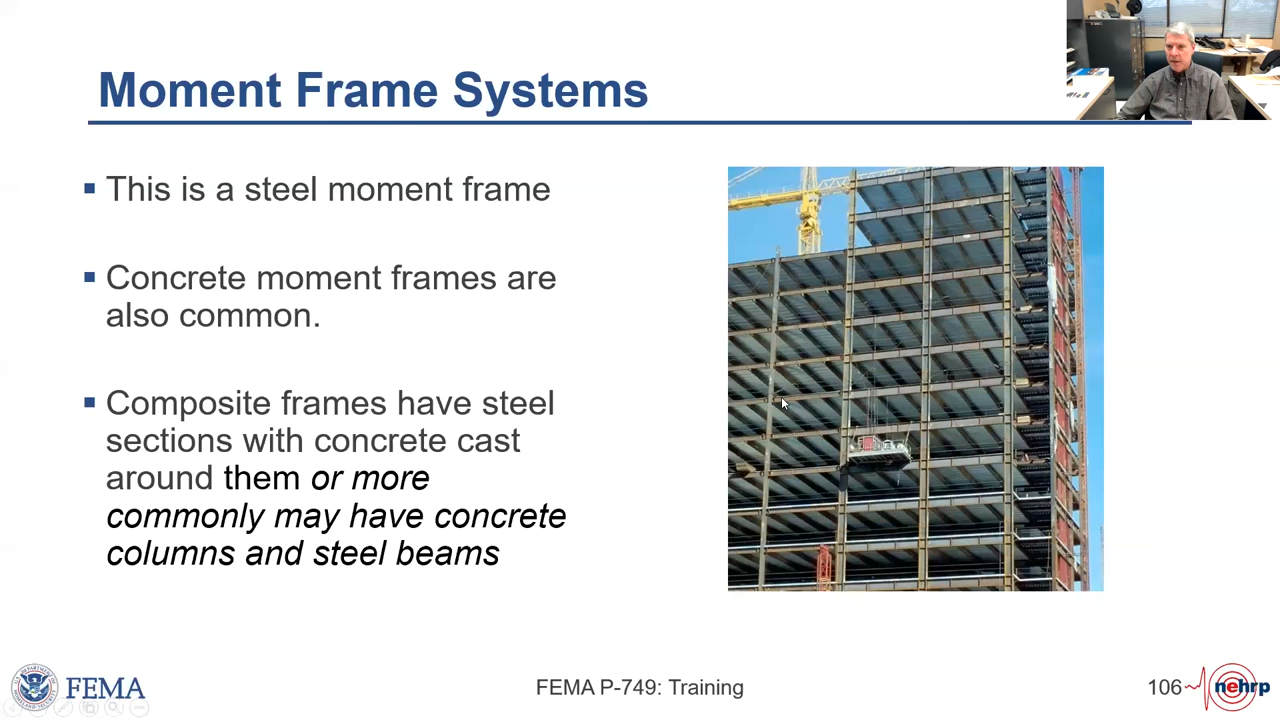 Moment Frame Systems
This is a steel moment frame
Concrete moment frames are
also common.
Composite frames have steel
sections with concrete cast
around them or more
commonly may have concrete
columns and steel beams
FEMA
FEMA P-749: Training
106
nehrp